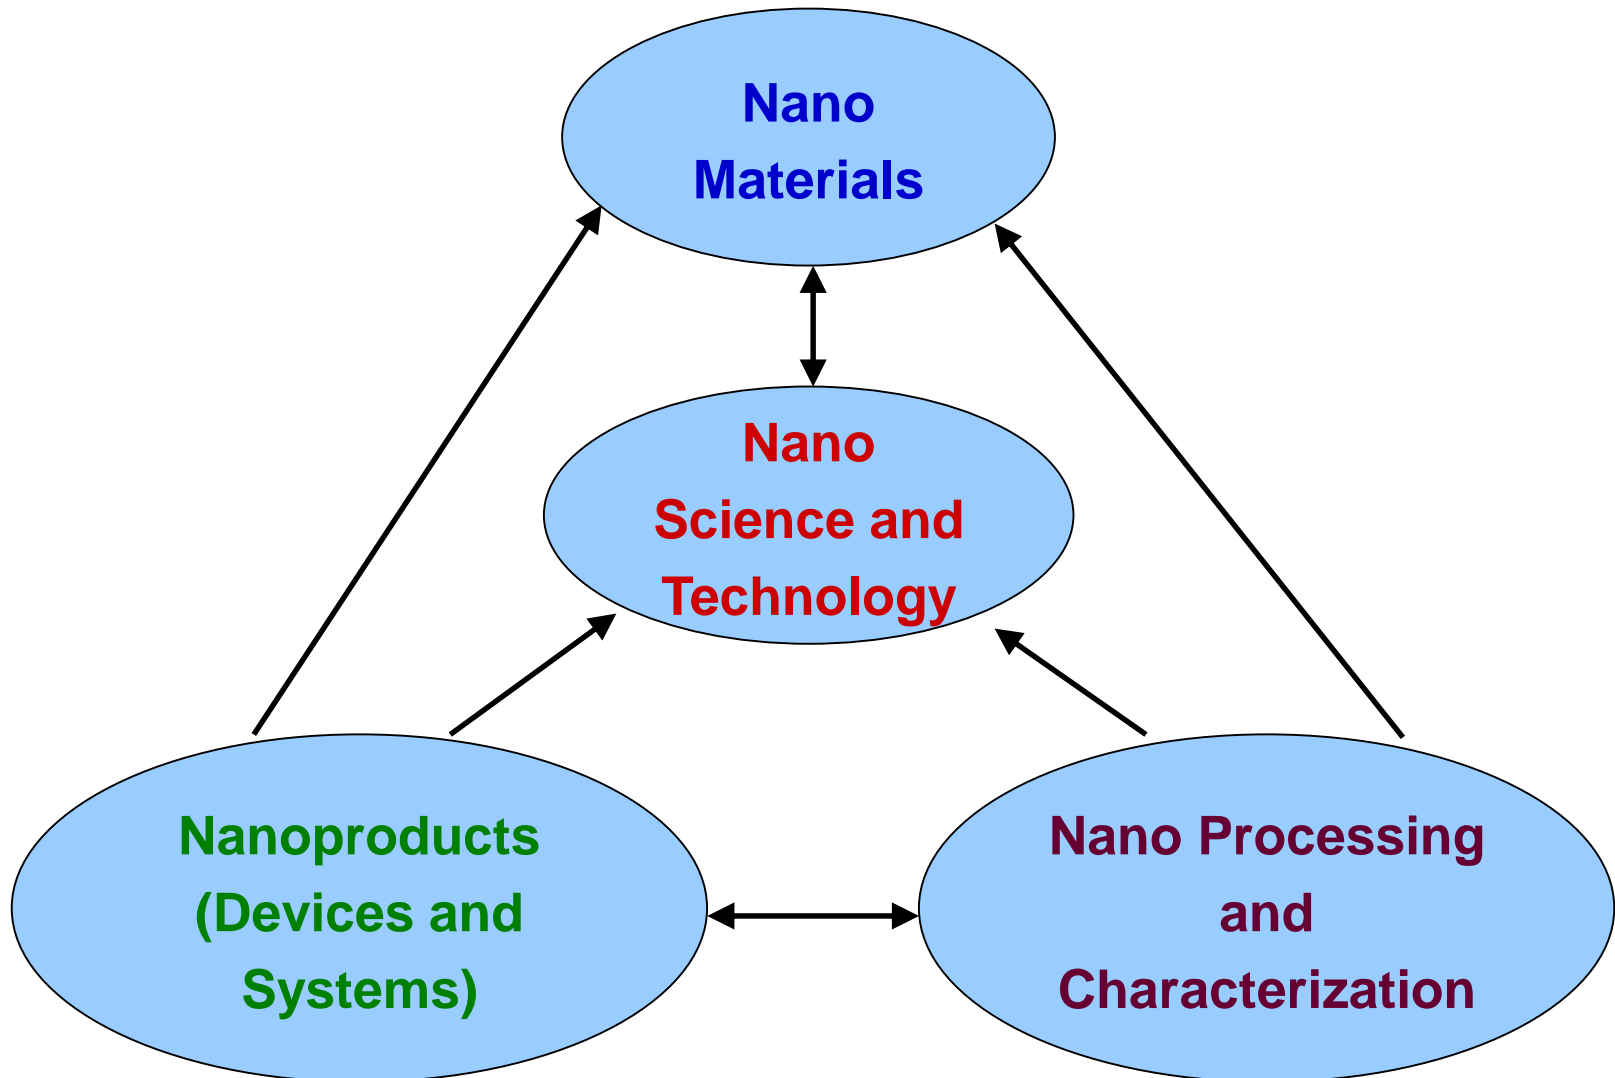 Nano
Materials
Nano
Science and
Technology
Nanoproducts
(Devices and
Systems)
Nano Processing
and
Characterization